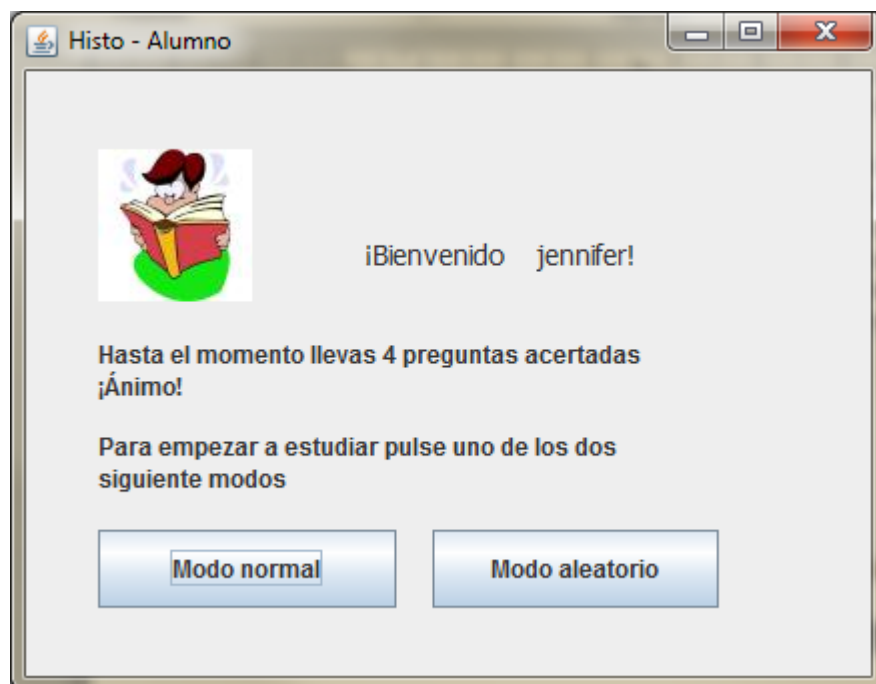 Histo - Alumno
¡Bienvenido jennifer!
Hasta el momento llevas 4 preguntas acertadas
¡Ánimo!
Para empezar a estudiar pulse uno de los dos
siguiente modos
Modo normal
Modo aleatorio